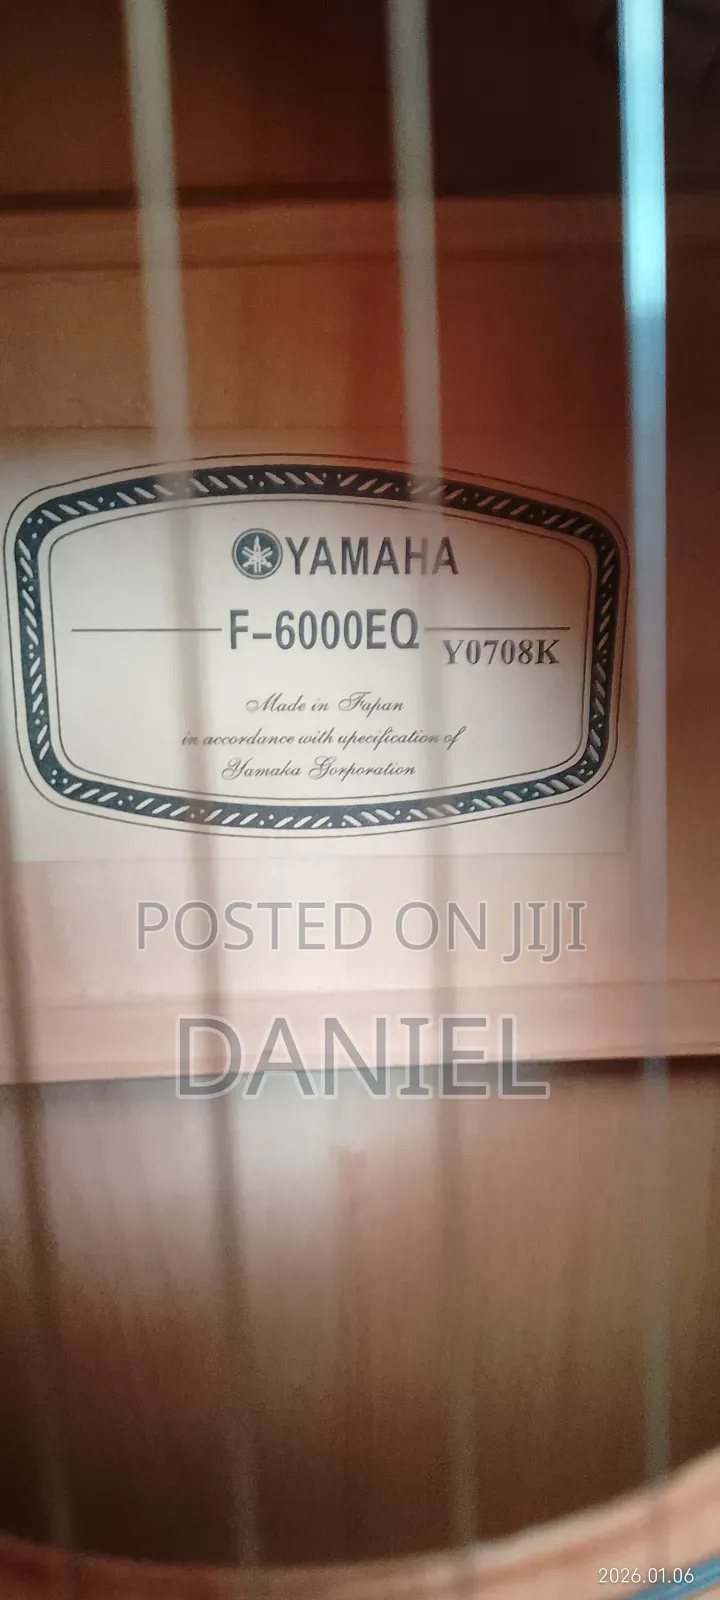 YAMAHA
F-6000EQ
Y0708K
Made in Fapan
in accordance with upecification of
Yamaka Gorporation
POSTED ON JIJI
DANIEL
2026.01.06